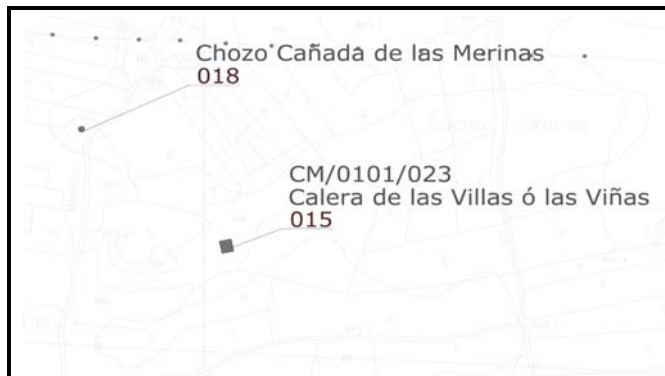 Chozo Cañada de las Merinas
018
CM/0101/023
Calera de las Villas ó las Viñas
015